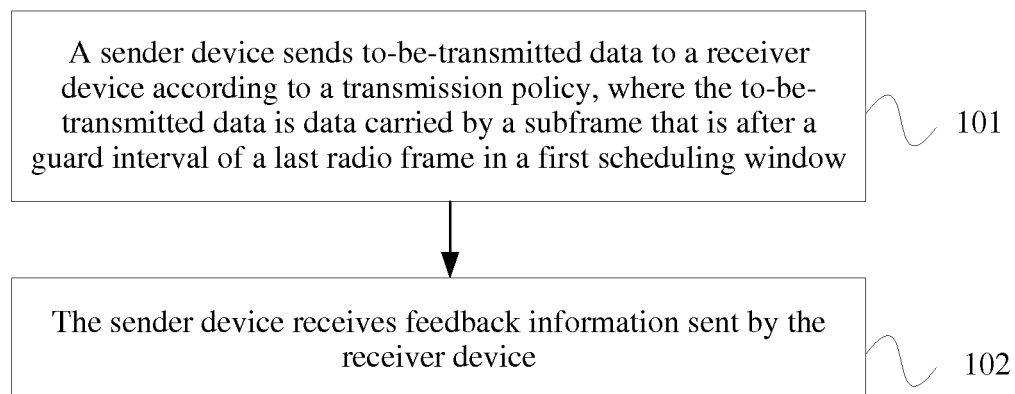 A sender device sends to-be-transmitted data to a receiver
device according to a transmission policy, where the to-be-
transmitted data is data carried by a subframe that is after a
guard interval of a last radio frame in a first scheduling window
101
The sender device receives feedback information sent by the
receiver device
102